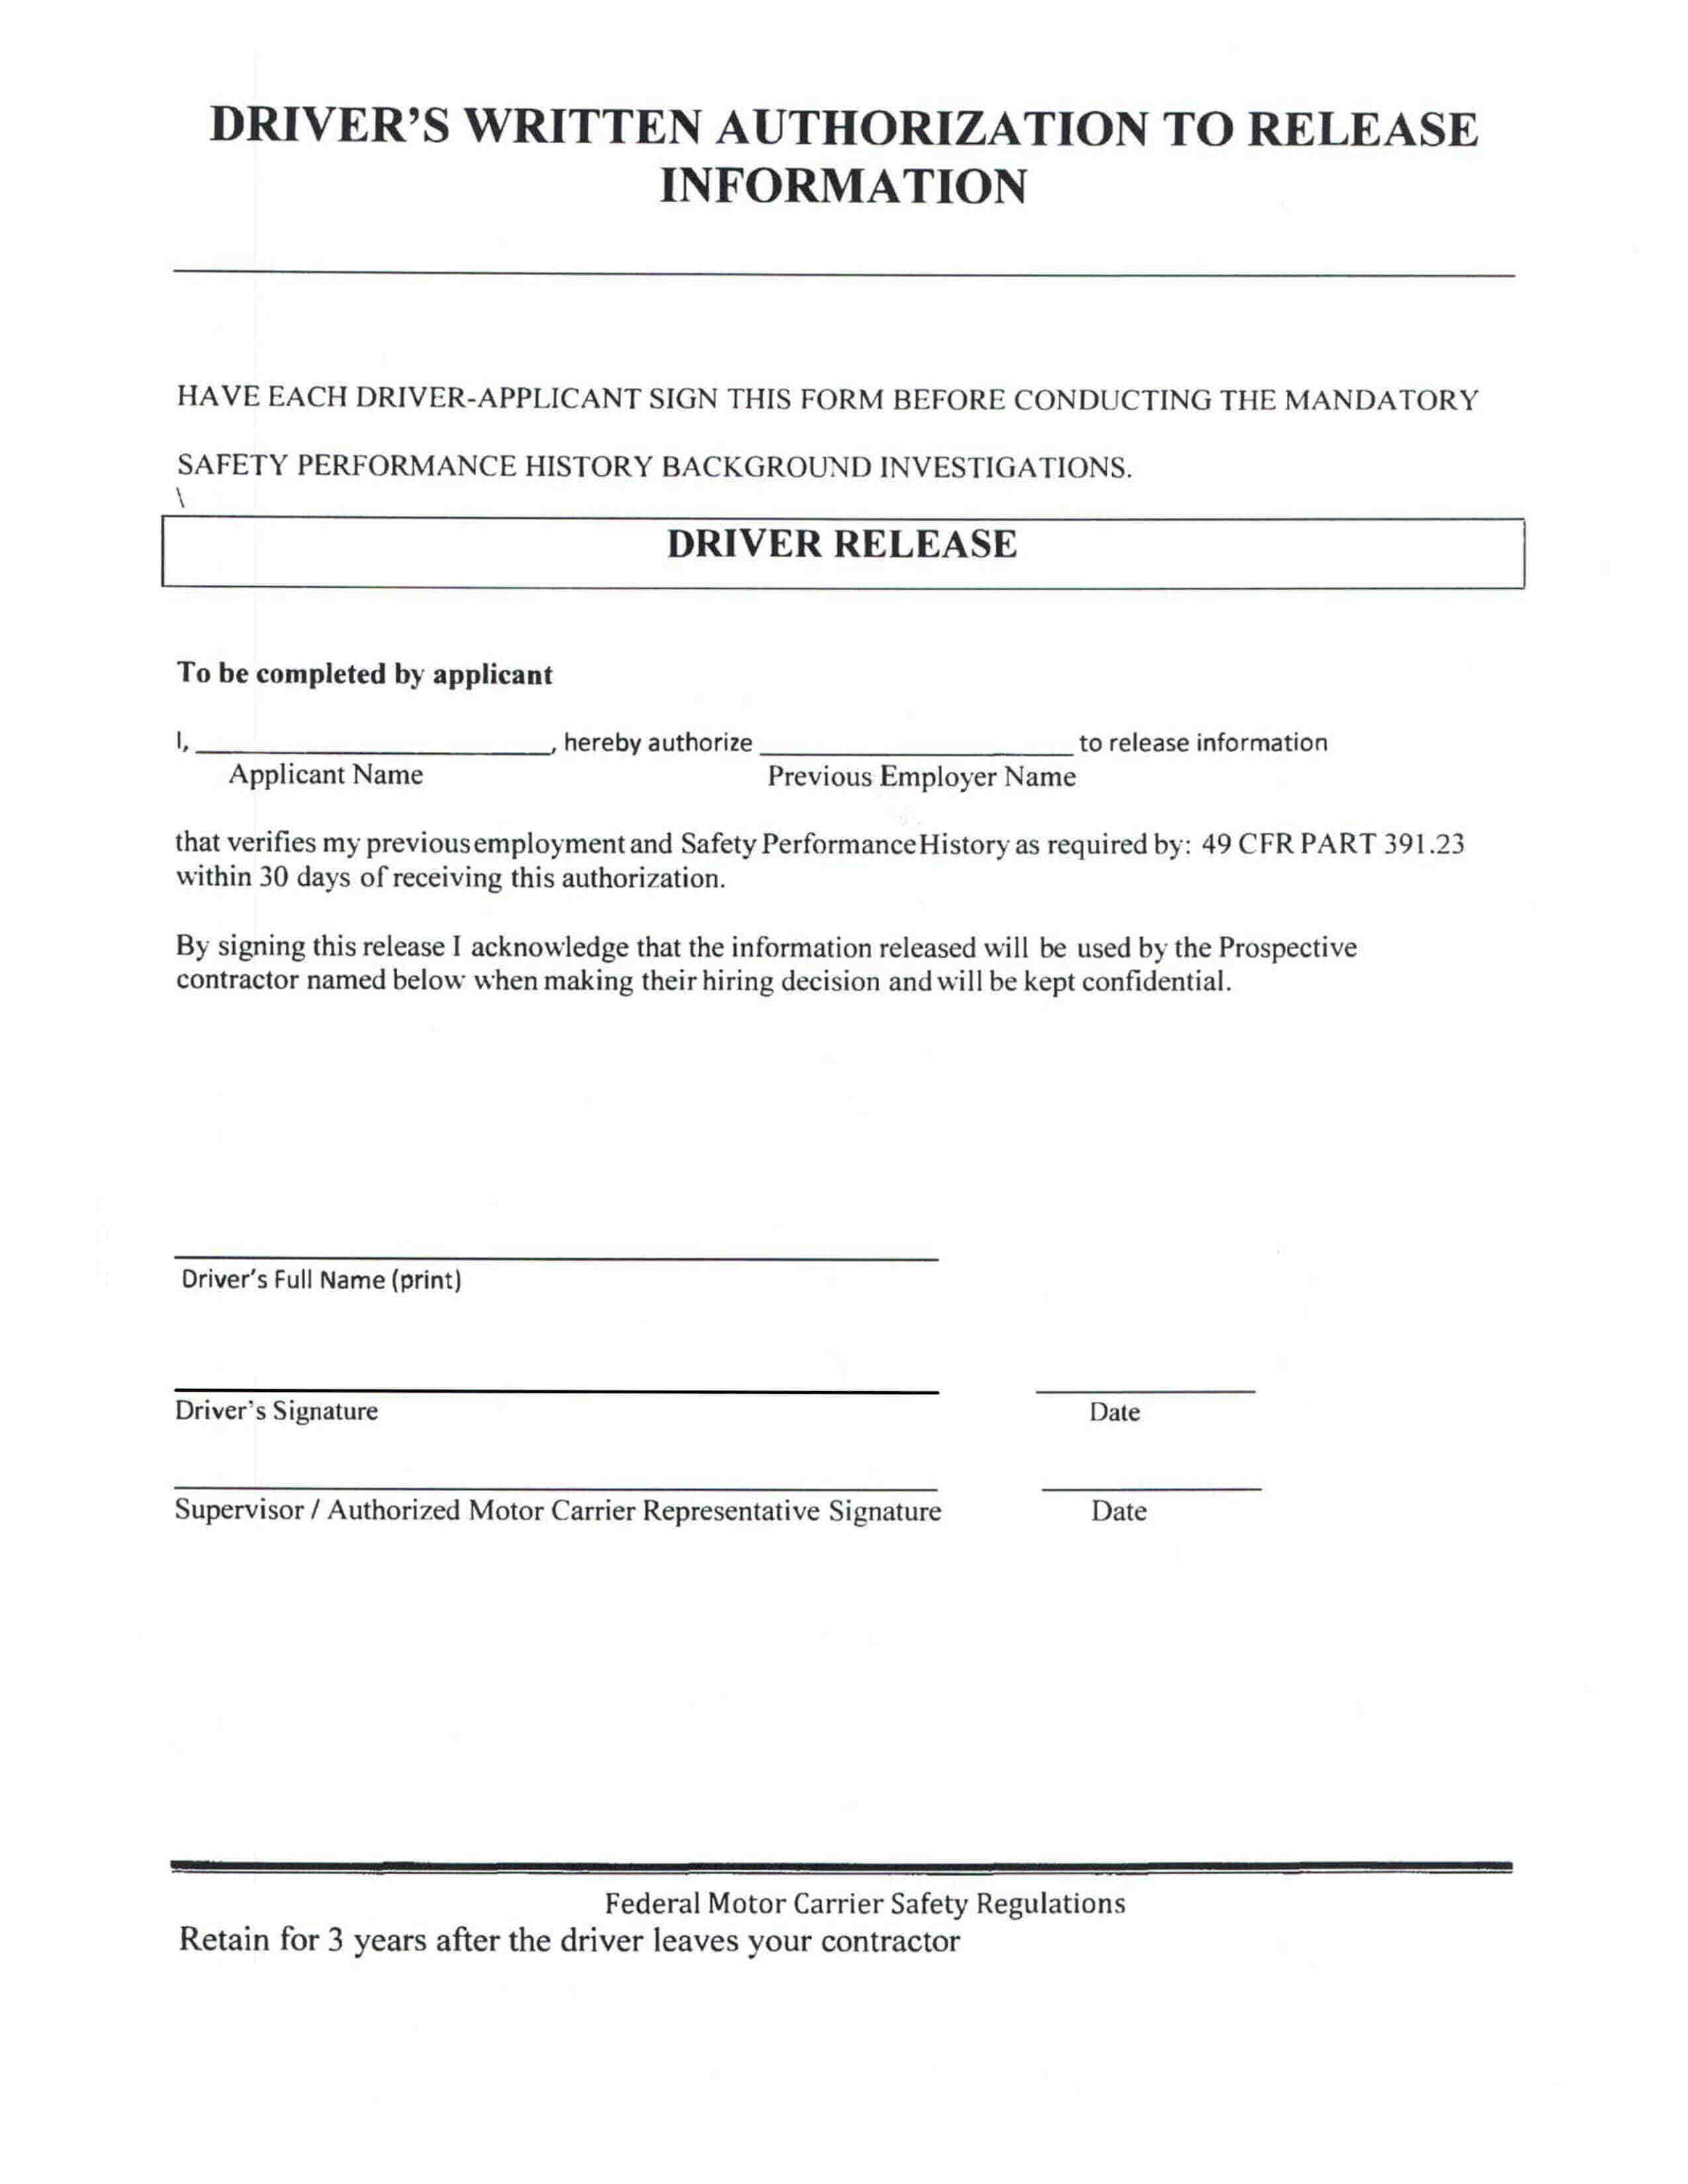 DRIVER'S WRITTEN AUTHORIZATION TO RELEASE
INFORMATION
HAVE EACH DRIVER-APPLICANT SIGN THIS FORM BEFORE CONDUCTING THE MANDATORY
SAFETY PERFORMANCE HISTORY BACKGROUND INVESTIGATIONS.
\
DRIVER RELEASE
To be completed by applicant
I, ____________________, hereby authorize ____________________ to release information
Applicant Name Previous Employer Name
that verifies my previous employment and Safety Performance History as required by: 49 CFR PART 391.23
within 30 days of receiving this authorization.
By signing this release I acknowledge that the information released will be used by the Prospective
contractor named below when making their hiring decision and will be kept confidential.
Driver's Full Name (print)
Driver's Signature Date
Supervisor / Authorized Motor Carrier Representative Signature Date
Federal Motor Carrier Safety Regulations
Retain for 3 years after the driver leaves your contractor